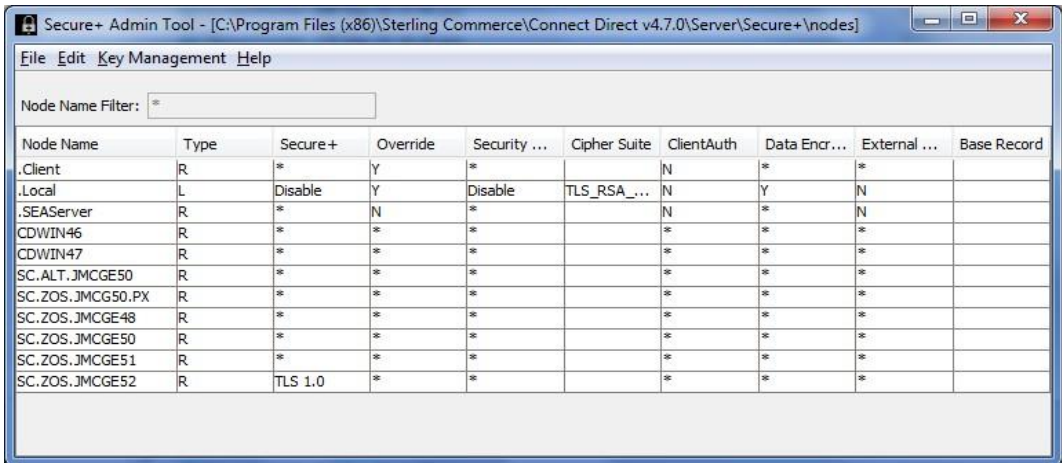 Secure+ Admin Tool - [C:\Program Files (x86)\Sterling Commerce\Connect Direct v4.7.0\Server\Secure+\nodes]
File Edit Key Management Help
Node Name Filter: *
Node Name Type Secure+ Override Security ... Cipher Suite ClientAuth Data Encr... External ... Base Record
.Client R * Y * N * *
.Local L Disable Y Disable TLS_RSA_... N Y N
.SEAServer R * N * N * N
CDWIN46 R * * * * * *
CDWIN47 R * * * * * *
SC.ALT.JMCGE50 R * * * * * *
SC.ZOS.JMCG50.PX R * * * * * *
SC.ZOS.JMCGE48 R * * * * * *
SC.ZOS.JMCGE50 R * * * * * *
SC.ZOS.JMCGE51 R * * * * * *
SC.ZOS.JMCGE52 R TLS 1.0 * * * * *